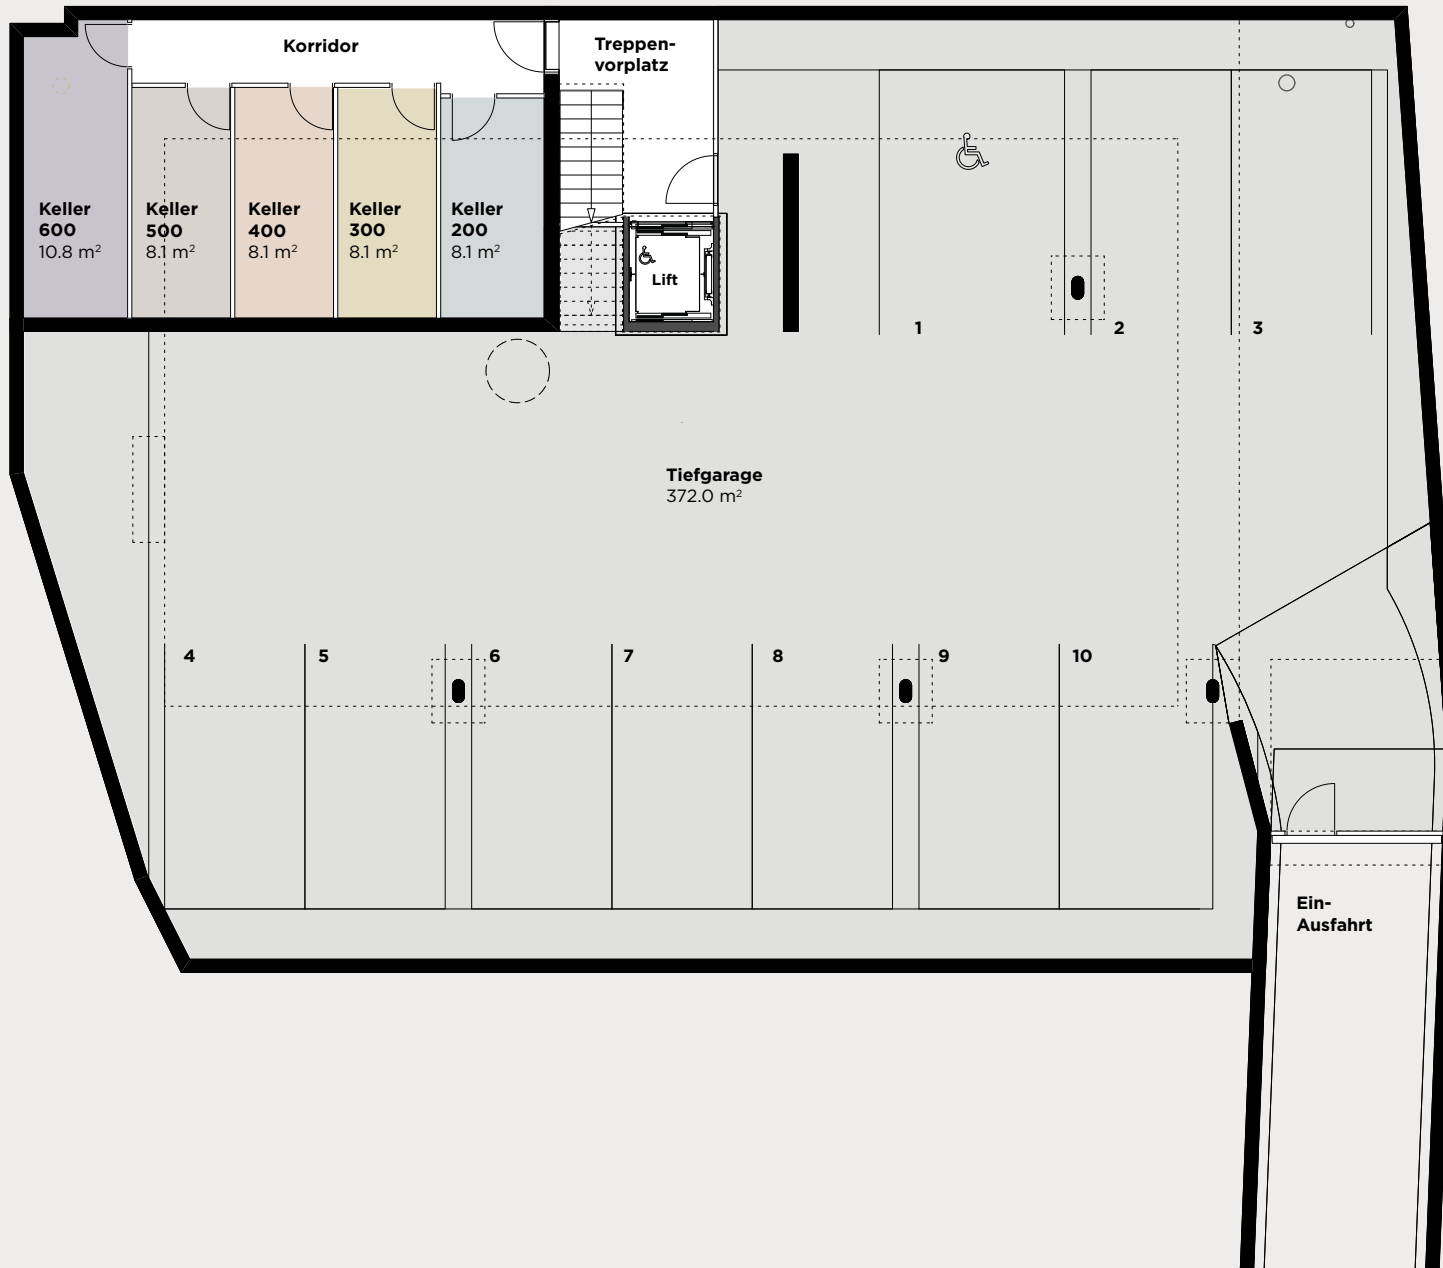 Korridor
Treppen-
vorplatz
Keller
600
10.8 m²
Keller
500
8.1 m²
Keller
400
8.1 m²
Keller
300
8.1 m²
Keller
200
8.1 m²
Lift
1
2
3
Tiefgarage
372.0 m²
4
5
6
7
8
9
10
Ein-
Ausfahrt